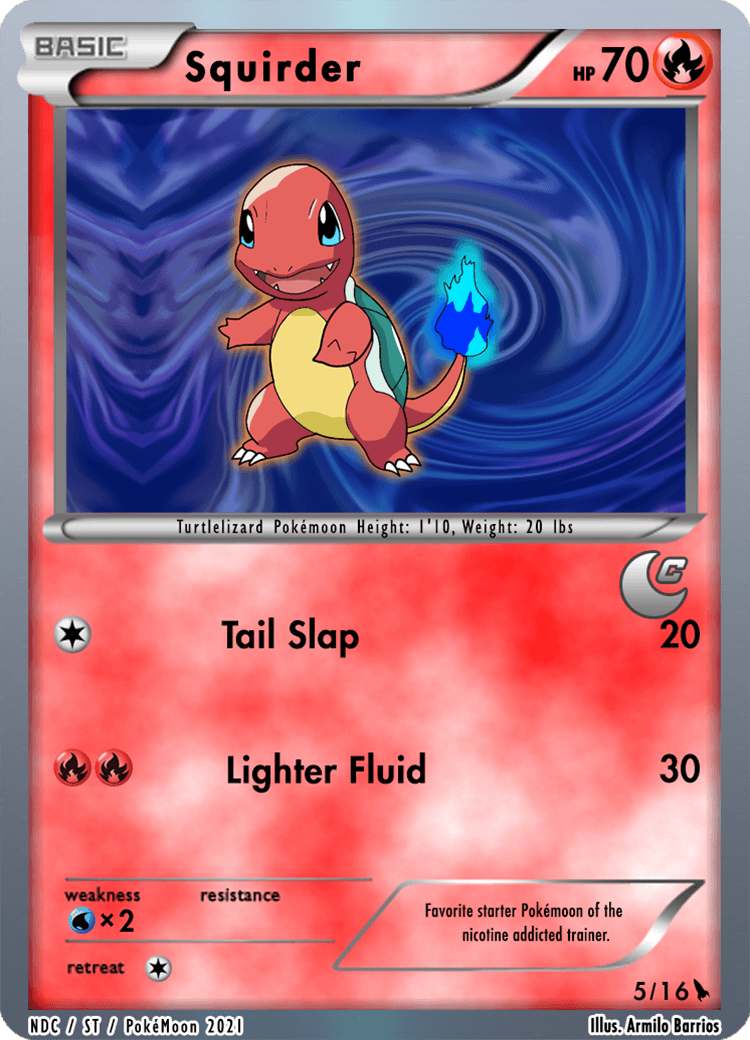 BASIC
Squirder
HP 70
Turtlelizard Pokémoon Height: 1'10, Weight: 20 lbs
C
Tail Slap 20
Lighter Fluid 30
weakness resistance
×2
Favorite starter Pokémoon of the
nicotine addicted trainer.
retreat
5/16
NDC / ST / PokéMoon 2021
Illus. Armilo Barrios